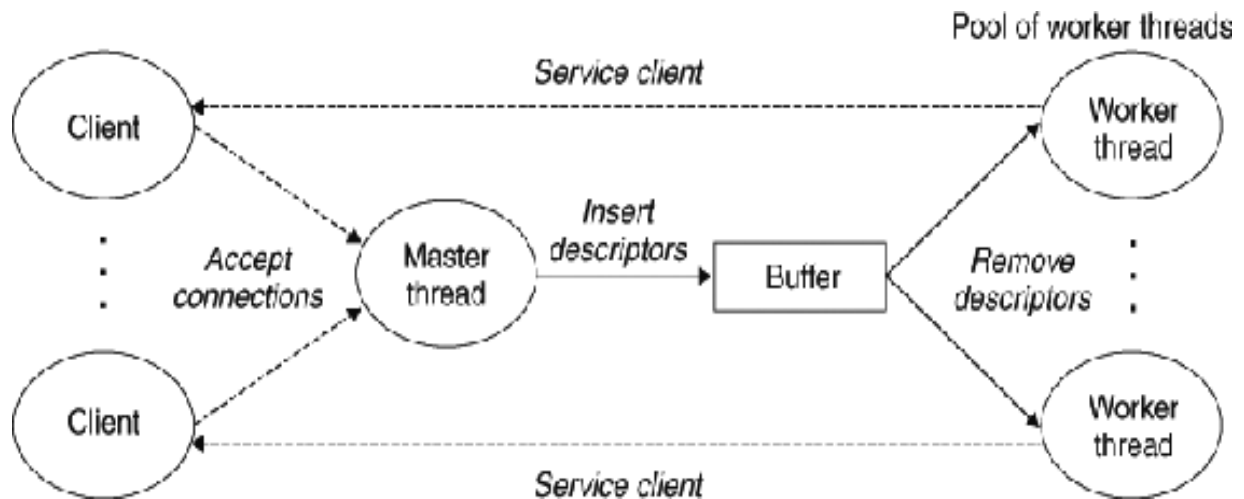 Pool of worker threads
Service client
Client
Worker
thread
Insert
descriptors
Accept
connections
Master
thread
Buffer
Remove
descriptors
Client
Worker
thread
Service client